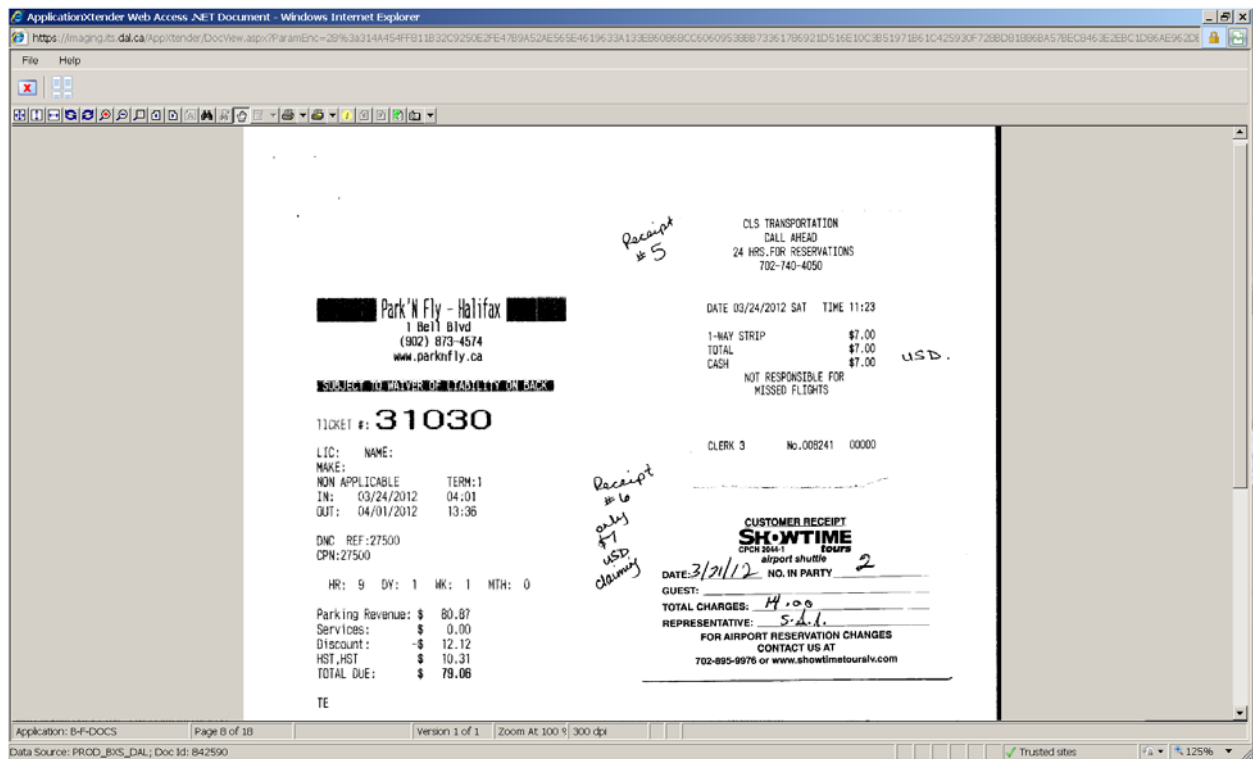 ApplicationXtender Web Access .NET Document - Windows Internet Explorer
File Help
Receipt
# 5
CLS TRANSPORTATION
CALL AHEAD
24 HRS.FOR RESERVATIONS
702-740-4050
DATE 03/24/2012 SAT TIME 11:23
1-WAY STRIP $7.00
TOTAL $7.00
CASH $7.00
USD.
NOT RESPONSIBLE FOR
MISSED FLIGHTS
CLERK 3 No.008241 00000
Park'N Fly - Halifax
1 Bell Blvd
(902) 873-4574
www.parknfly.ca
SUBJECT TO WAIVER OF LIABILITY ON BACK
TICKET #: 31030
LIC: NAME:
MAKE:
NON APPLICABLE TERM:1
IN: 03/24/2012 04:01
OUT: 04/01/2012 13:36
DNC REF:27500
CPN:27500
HR: 9 DY: 1 WK: 1 MTH: 0
Parking Revenue: $ 80.87
Services: $ 0.00
Discount: -$ 12.12
HST,HST $ 10.31
TOTAL DUE: $ 79.06
TE
Receipt
# 6
only
$7
USD.
claiming
CUSTOMER RECEIPT
SHOWTIME
CPCN 2044-1 tours
airport shuttle
DATE: 3/21/12 NO. IN PARTY 2
GUEST:
TOTAL CHARGES: 14.00
REPRESENTATIVE:
FOR AIRPORT RESERVATION CHANGES
CONTACT US AT
702-895-9976 or www.showtimetourslv.com
Application: B-F-DOCS Page 8 of 18 Version 1 of 1 Zoom At 100 % 300 dpi
Data Source: PROD_BXS_DAL; Doc Id: 842590 Trusted sites 125%